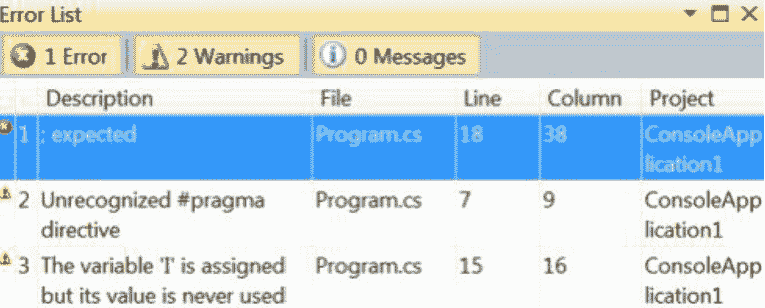 Error List
1 Error 2 Warnings 0 Messages
Description File Line Column Project
1 ; expected Program.cs 18 38 ConsoleApp
lication1
2 Unrecognized #pragma Program.cs 7 9 ConsoleApp
directive lication1
3 The variable 'I' is assigned Program.cs 15 16 ConsoleApp
but its value is never used lication1